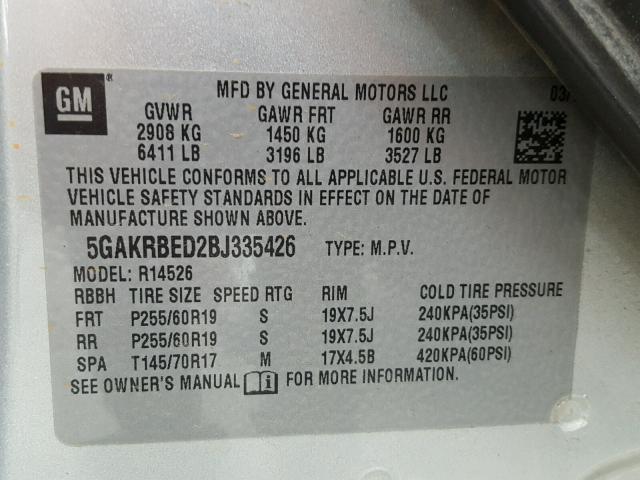 GM ® MFD BY GENERAL MOTORS LLC 03/
GVWR GAWR FRT GAWR RR
2908 KG 1450 KG 1600 KG
6411 LB 3196 LB 3527 LB
THIS VEHICLE CONFORMS TO ALL APPLICABLE U.S. FEDERAL MOTOR
VEHICLE SAFETY STANDARDS IN EFFECT ON THE DATE OF
MANUFACTURE SHOWN ABOVE.
5GAKRBED2BJ335426 TYPE: M.P.V.
MODEL: R14526
RBBH TIRE SIZE SPEED RTG RIM COLD TIRE PRESSURE
FRT P255/60R19 S 19X7.5J 240KPA(35PSI)
RR P255/60R19 S 19X7.5J 240KPA(35PSI)
SPA T145/70R17 M 17X4.5B 420KPA(60PSI)
SEE OWNER'S MANUAL i FOR MORE INFORMATION.